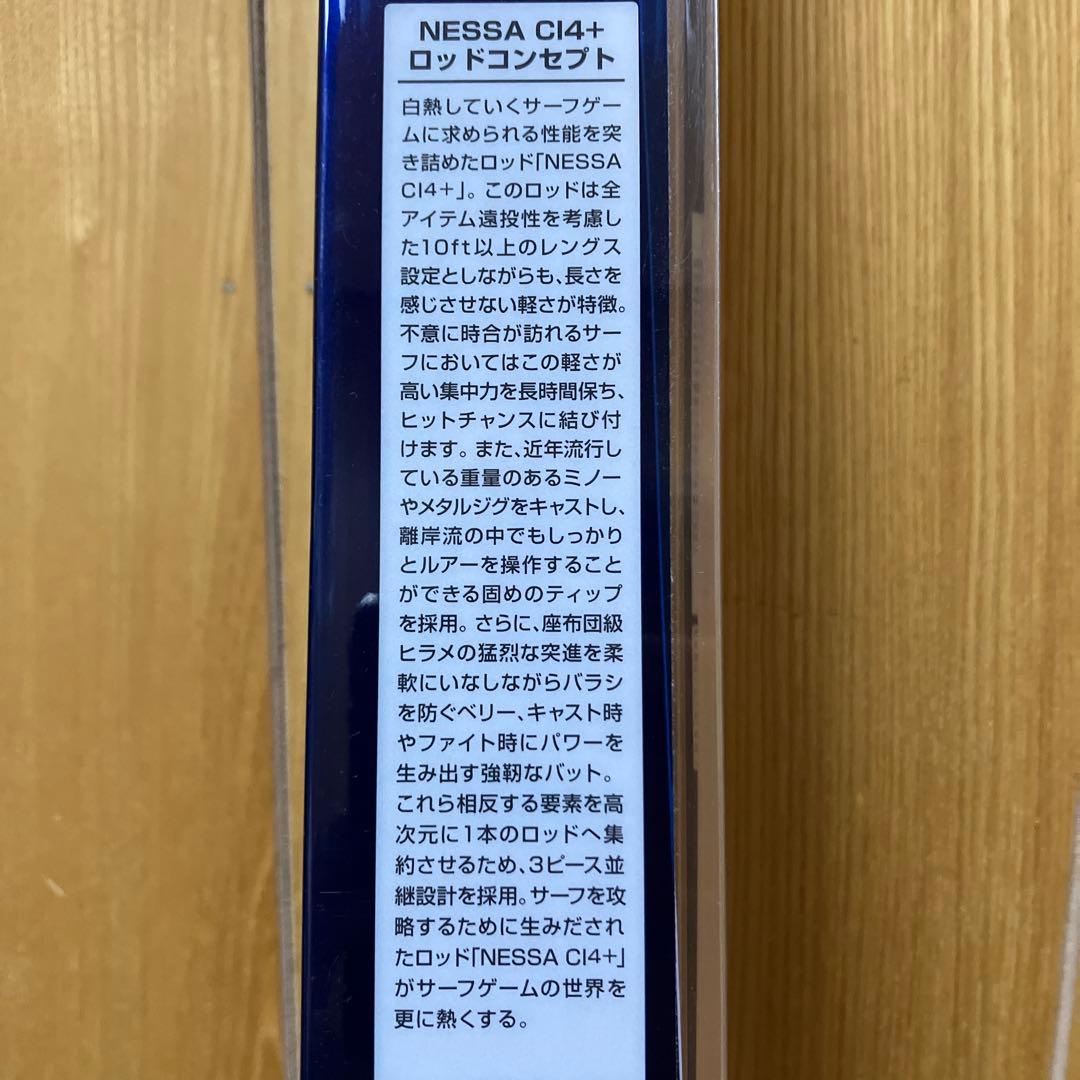 NESSA CI4+
ロッドコンセプト
白熱していくサーフゲー
ムに求められる性能を突
き詰めたロッド「NESSA
CI4+」。このロッドは全
アイテム遠投性を考慮し
た10ft以上のレングス
設定としながらも、長さを
感じさせない軽さが特徴。
不意に時合が訪れるサー
フにおいてはこの軽さが
高い集中力を長時間保ち、
ヒットチャンスに結び付
けます。また、近年流行し
ている重量のあるミノー
やメタルジグをキャストし、
離岸流の中でもしっかり
とルアーを操作すること
ができる固めのティップ
を採用。さらに、座布団級
ヒラメの猛烈な突進を柔
軟にいなしながらバラシ
を防ぐベリー、キャスト時
やファイト時にパワーを
生み出す強靭なバット。
これら相反する要素を高
次元に1本のロッドへ集
約させるため、3ピース並
継設計を採用。サーフを攻
略するために生みだされ
たロッド「NESSA CI4+」
がサーフゲームの世界を
更に熱くする。